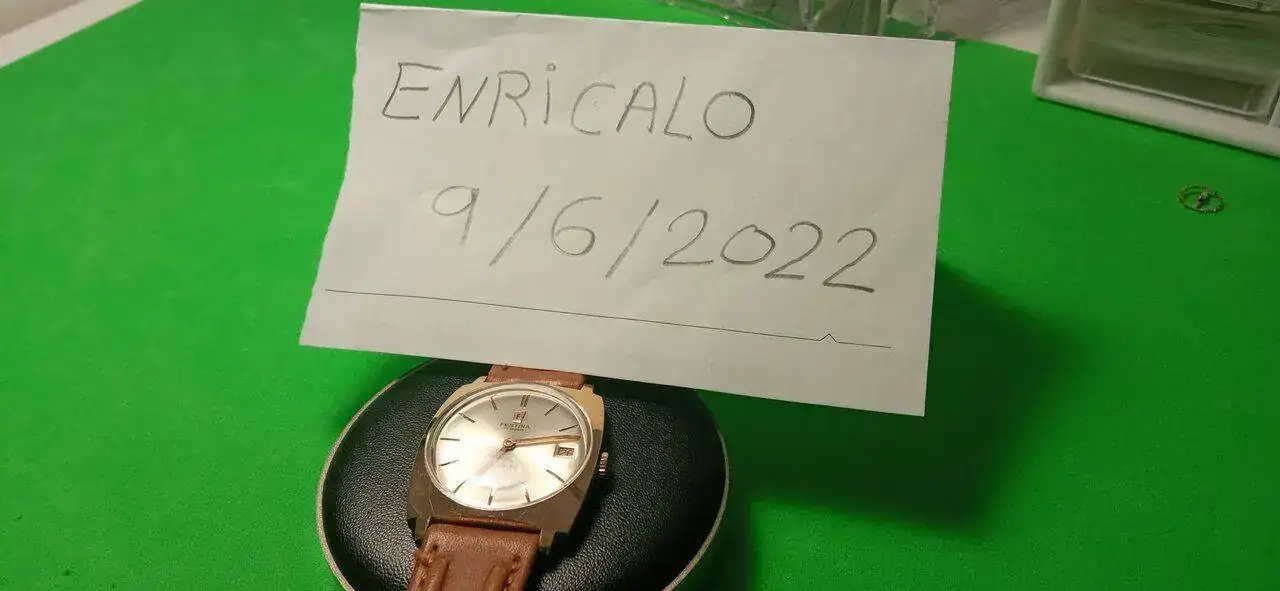 ENRiCALO
9/6/2022
F
FESTINA